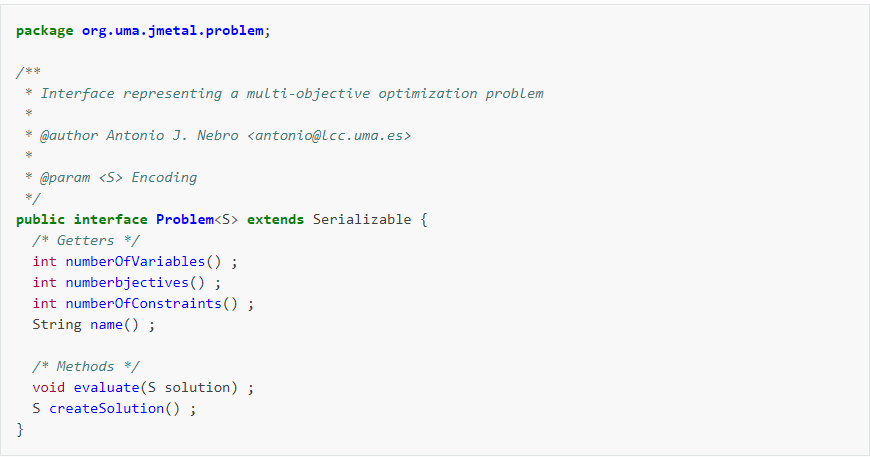 package org.uma.jmetal.problem;
/**
 * Interface representing a multi-objective optimization problem
 *
 * @author Antonio J. Nebro <antonio@lcc.uma.es>
 *
 * @param <S> Encoding
 */
public interface Problem<S> extends Serializable {
  /* Getters */
  int numberOfVariables() ;
  int numberbjectives() ;
  int numberOfConstraints() ;
  String name() ;
  /* Methods */
  void evaluate(S solution) ;
  S createSolution() ;
}